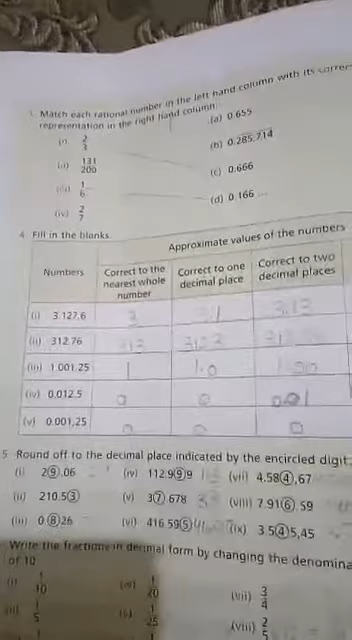 3. Match each rational number in the left hand column with its
representation in the right hand column.
(i) 2/3 (a) 0.655
(ii) 131/200 (b) 0.285,714
(iii) 1/6 (c) 0.666
(iv) 2/7 (d) 0.166 ...
4. Fill in the blanks.
Approximate values of the numbers
Numbers Correct to the nearest whole number Correct to one decimal place Correct to two decimal places
(i) 3.127,6 3
(ii) 312.76
(iii) 1.001,25 1 1.0 1.00
(iv) 0.012,5 0 0 0.01
(v) 0.001,25 0 0 0
5. Round off to the decimal place indicated by the encircled digit.
(i) 2⑨.06 (iv) 112.9⑨9 (vii) 4.58④,67
(ii) 210.5③ (v) 3⑦.678 (viii) 7.91⑥,59
(iii) 0.⑧26 (vi) 416.59⑤ (ix) 3.5④5,45
Write the fractions in decimal form by changing the
of 10.
(i) 1/10 1/20 (vii) 3/4
1/5 1/25 (viii)